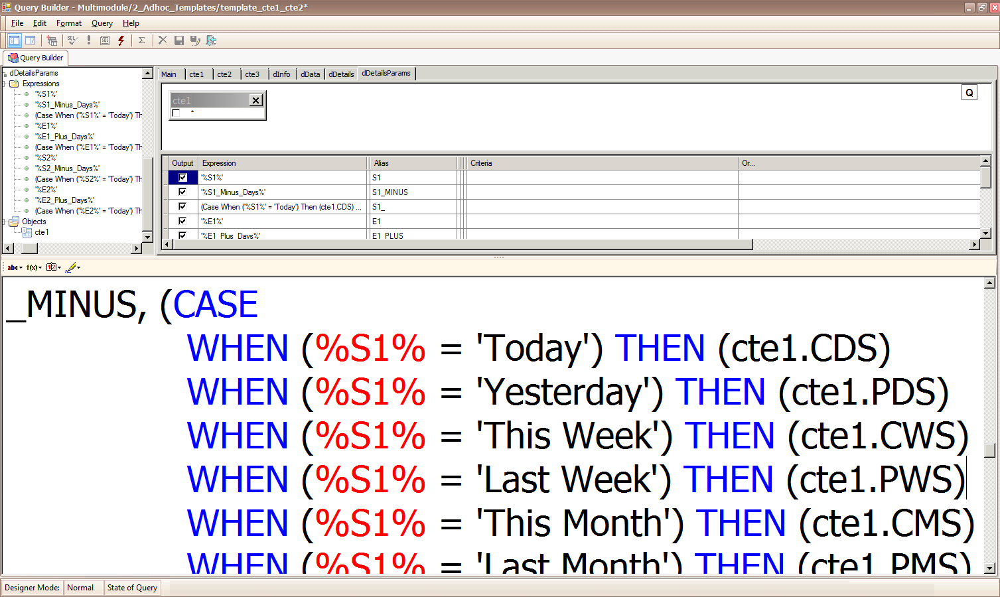 Query Builder - Multimodule/2_Adhoc_Templates/template_cte1_cte2*
File Edit Format Query Help
Query Builder
dDetailsParams
Expressions
'%S1%'
'%S1_Minus_Days%'
(Case When ('%S1%' = 'Today') Th
'%E1%'
'%E1_Plus_Days%'
(Case When ('%E1%' = 'Today') Th
'%S2%'
'%S2_Minus_Days%'
(Case When ('%S2%' = 'Today') Th
'%E2%'
'%E2_Plus_Days%'
(Case When ('%E2%' = 'Today') Th
Objects
cte1
Main cte1 cte2 cte3 dInfo dData dDetails dDetailsParams
cte1
*
Q
Output Expression Alias Criteria Or...
'%S1%' S1
'%S1_Minus_Days%' S1_MINUS
(Case When ('%S1%' = 'Today') Then (cte1.CDS) ... S1_
'%E1%' E1
'%E1_Plus_Days%' E1_PLUS
abc f(x) 12
_MINUS, (CASE
WHEN (%S1% = 'Today') THEN (cte1.CDS)
WHEN (%S1% = 'Yesterday') THEN (cte1.PDS)
WHEN (%S1% = 'This Week') THEN (cte1.CWS)
WHEN (%S1% = 'Last Week') THEN (cte1.PWS)
WHEN (%S1% = 'This Month') THEN (cte1.CMS)
WHEN (%S1% = 'Last Month') THEN (cte1.PMS)
Designer Mode: Normal State of Query